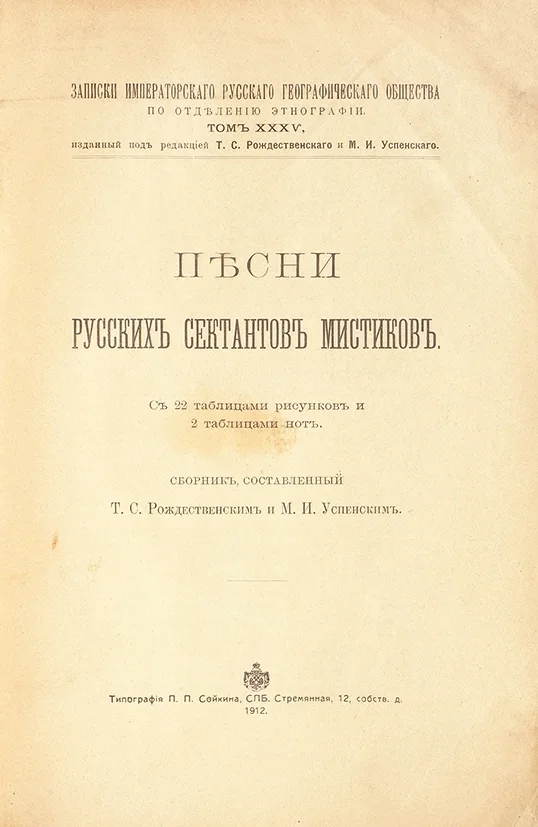 ЗАПИСКИ ИМПЕРАТОРСКАГО РУССКАГО ГЕОГРАФИЧЕСКАГО ОБЩЕСТВА
ПО ОТДѢЛЕНІЮ ЭТНОГРАФІИ.
ТОМЪ XXXV,
изданный подъ редакціей Т. С. Рождественскаго и М. И. Успенскаго.
ПѢСНИ
РУССКИХЪ СЕКТАНТОВЪ МИСТИКОВЪ.
Съ 22 таблицами рисунковъ и
2 таблицами нотъ.
СБОРНИКЪ, СОСТАВЛЕННЫЙ
Т. С. Рождественскимъ и М. И. Успенскимъ.
Типографія П. П. Сойкина, СПБ. Стремянная, 12, собств. д.
1912.